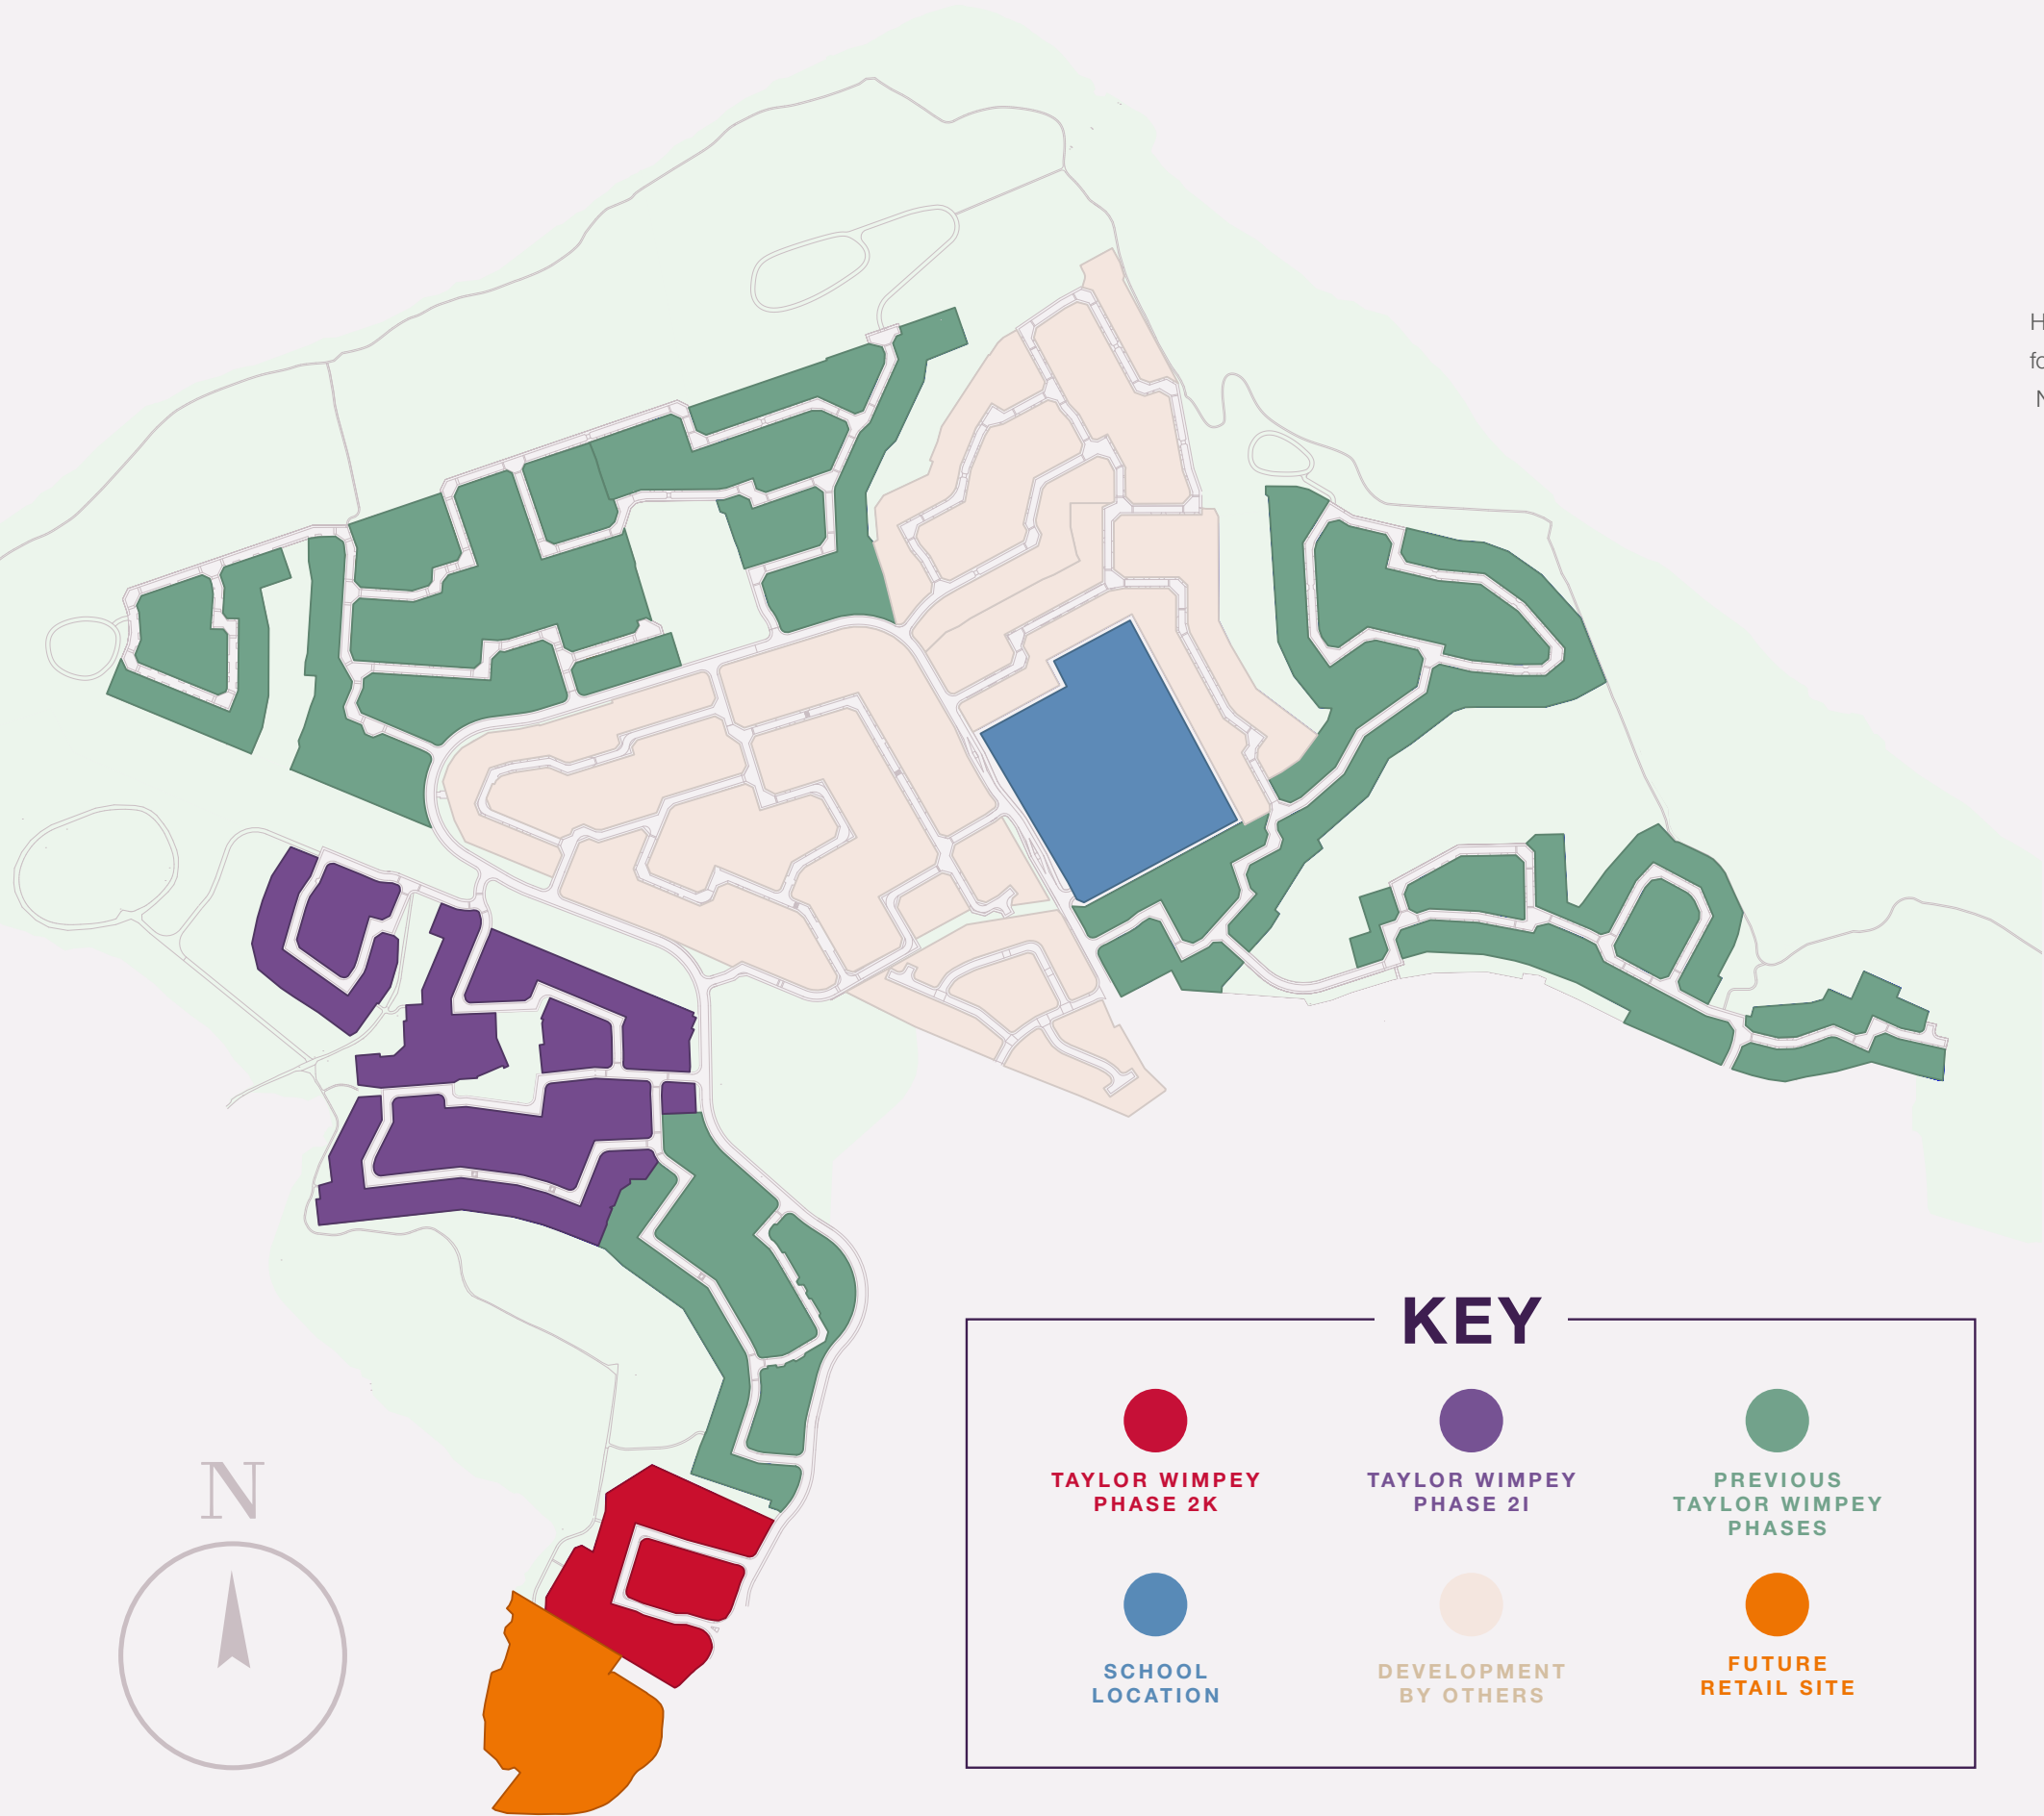 H
fo
N
KEY
TAYLOR WIMPEY
PHASE 2K
TAYLOR WIMPEY
PHASE 2I
PREVIOUS
TAYLOR WIMPEY
PHASES
SCHOOL
LOCATION
DEVELOPMENT
BY OTHERS
FUTURE
RETAIL SITE
N